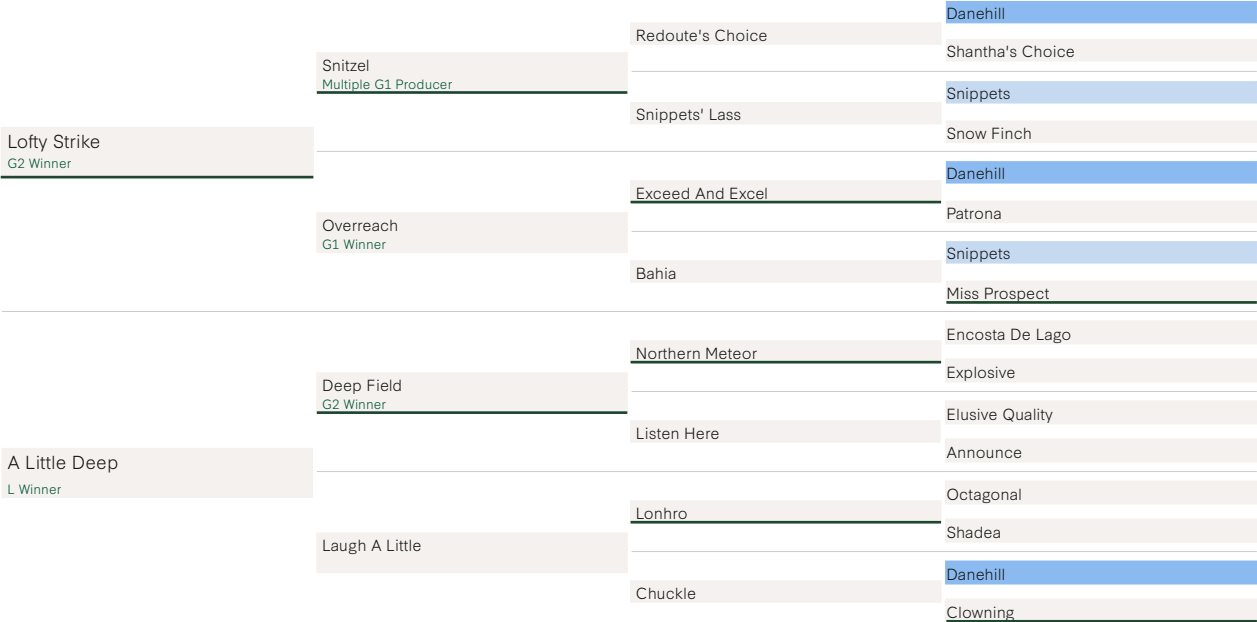 Danehill
Redoute's Choice
Shantha's Choice
Snitzel
Multiple G1 Producer
Snippets
Snippets' Lass
Snow Finch
Lofty Strike
G2 Winner
Danehill
Exceed And Excel
Patrona
Overreach
G1 Winner
Snippets
Bahia
Miss Prospect
Encosta De Lago
Northern Meteor
Explosive
Deep Field
G2 Winner
Elusive Quality
Listen Here
Announce
A Little Deep
L Winner
Octagonal
Lonhro
Shadea
Laugh A Little
Danehill
Chuckle
Clowning